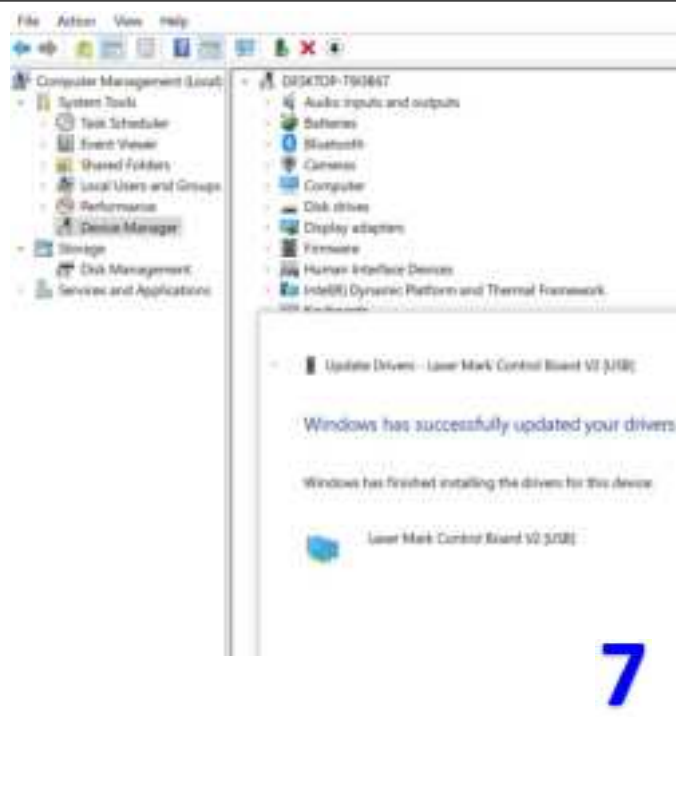 File Action View Help
Computer Management (Local)
System Tools
Task Scheduler
Event Viewer
Shared Folders
Local Users and Groups
Performance
Device Manager
Storage
Disk Management
Services and Applications
Audio inputs and outputs
Batteries
Bluetooth
Cameras
Computer
Disk drives
Display adapters
Firmware
Human Interface Devices
Intel(R) Dynamic Platform and Thermal Framework
Keyboards
Update Drivers - Laser Mark Control Board V2 [USB]
Windows has successfully updated your drivers
Windows has finished installing the drivers for this device
Laser Mark Control Board V2 [USB]
7